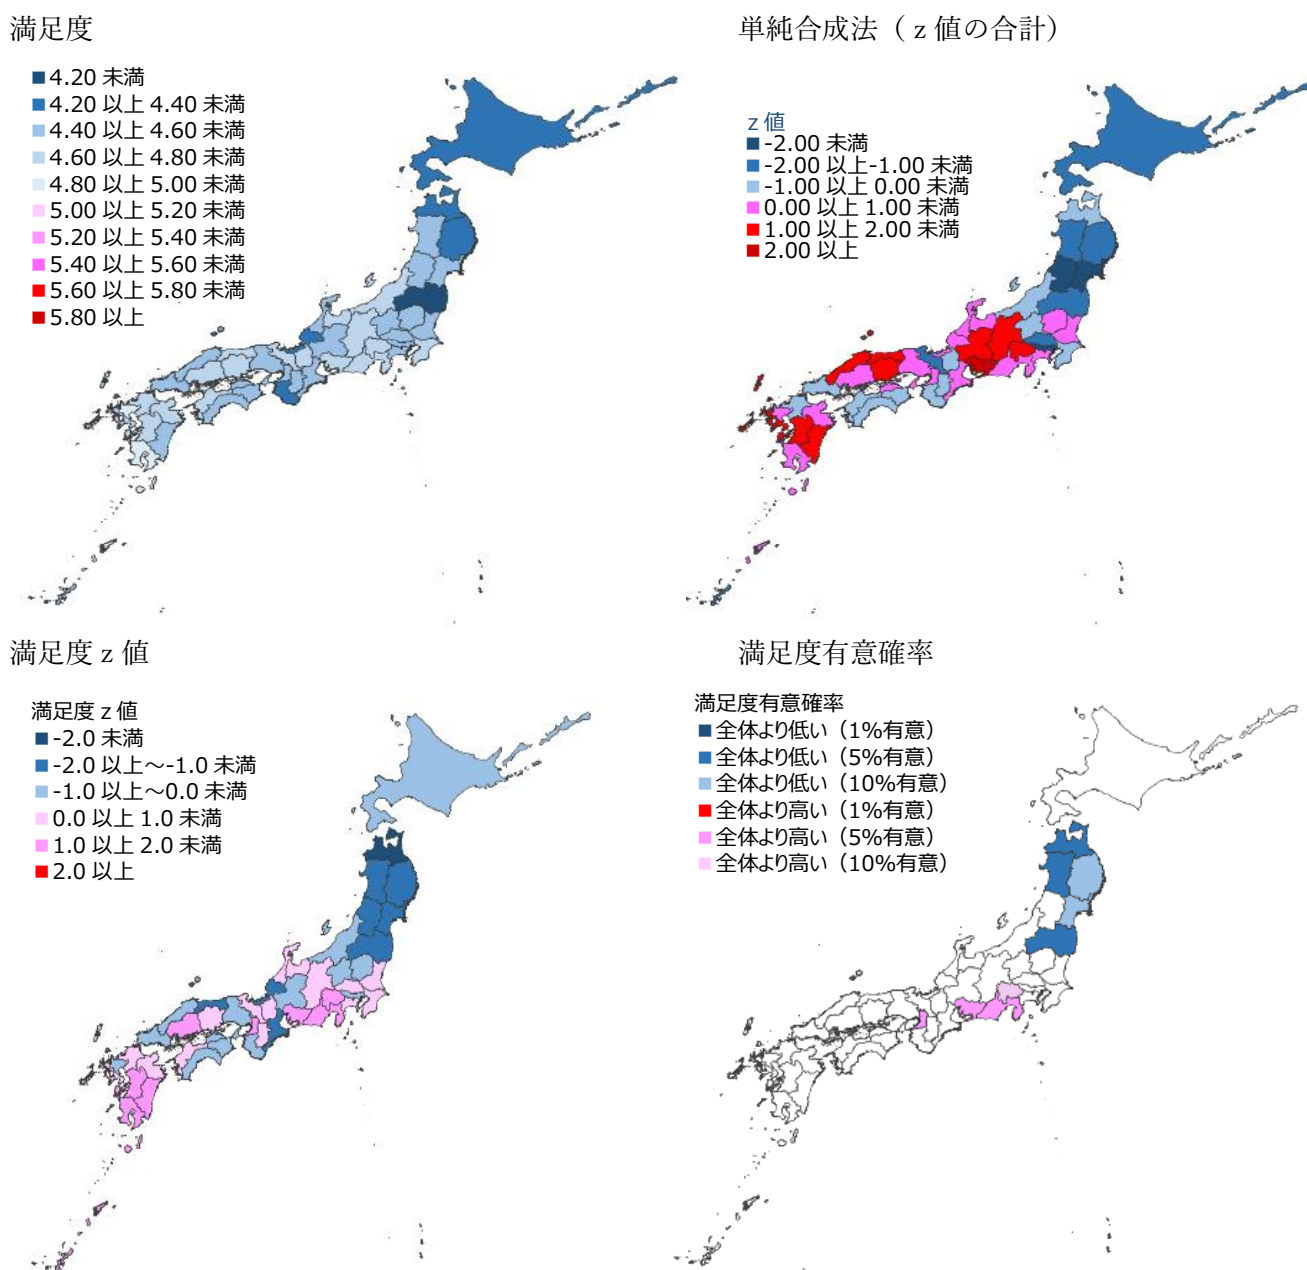 満足度
■4.20 未満
■4.20 以上 4.40 未満
■4.40 以上 4.60 未満
■4.60 以上 4.80 未満
■4.80 以上 5.00 未満
■5.00 以上 5.20 未満
■5.20 以上 5.40 未満
■5.40 以上 5.60 未満
■5.60 以上 5.80 未満
■5.80 以上
単純合成法（ｚ値の合計）
ｚ値
■-2.00 未満
■-2.00 以上-1.00 未満
■-1.00 以上 0.00 未満
■0.00 以上 1.00 未満
■1.00 以上 2.00 未満
■2.00 以上
満足度 z 値
満足度ｚ値
■-2.0 未満
■-2.0 以上～-1.0 未満
■-1.0 以上～0.0 未満
■0.0 以上 1.0 未満
■1.0 以上 2.0 未満
■2.0 以上
満足度有意確率
満足度有意確率
■全体より低い（1%有意）
■全体より低い（5%有意）
■全体より低い（10%有意）
■全体より高い（1%有意）
■全体より高い（5%有意）
■全体より高い（10%有意）